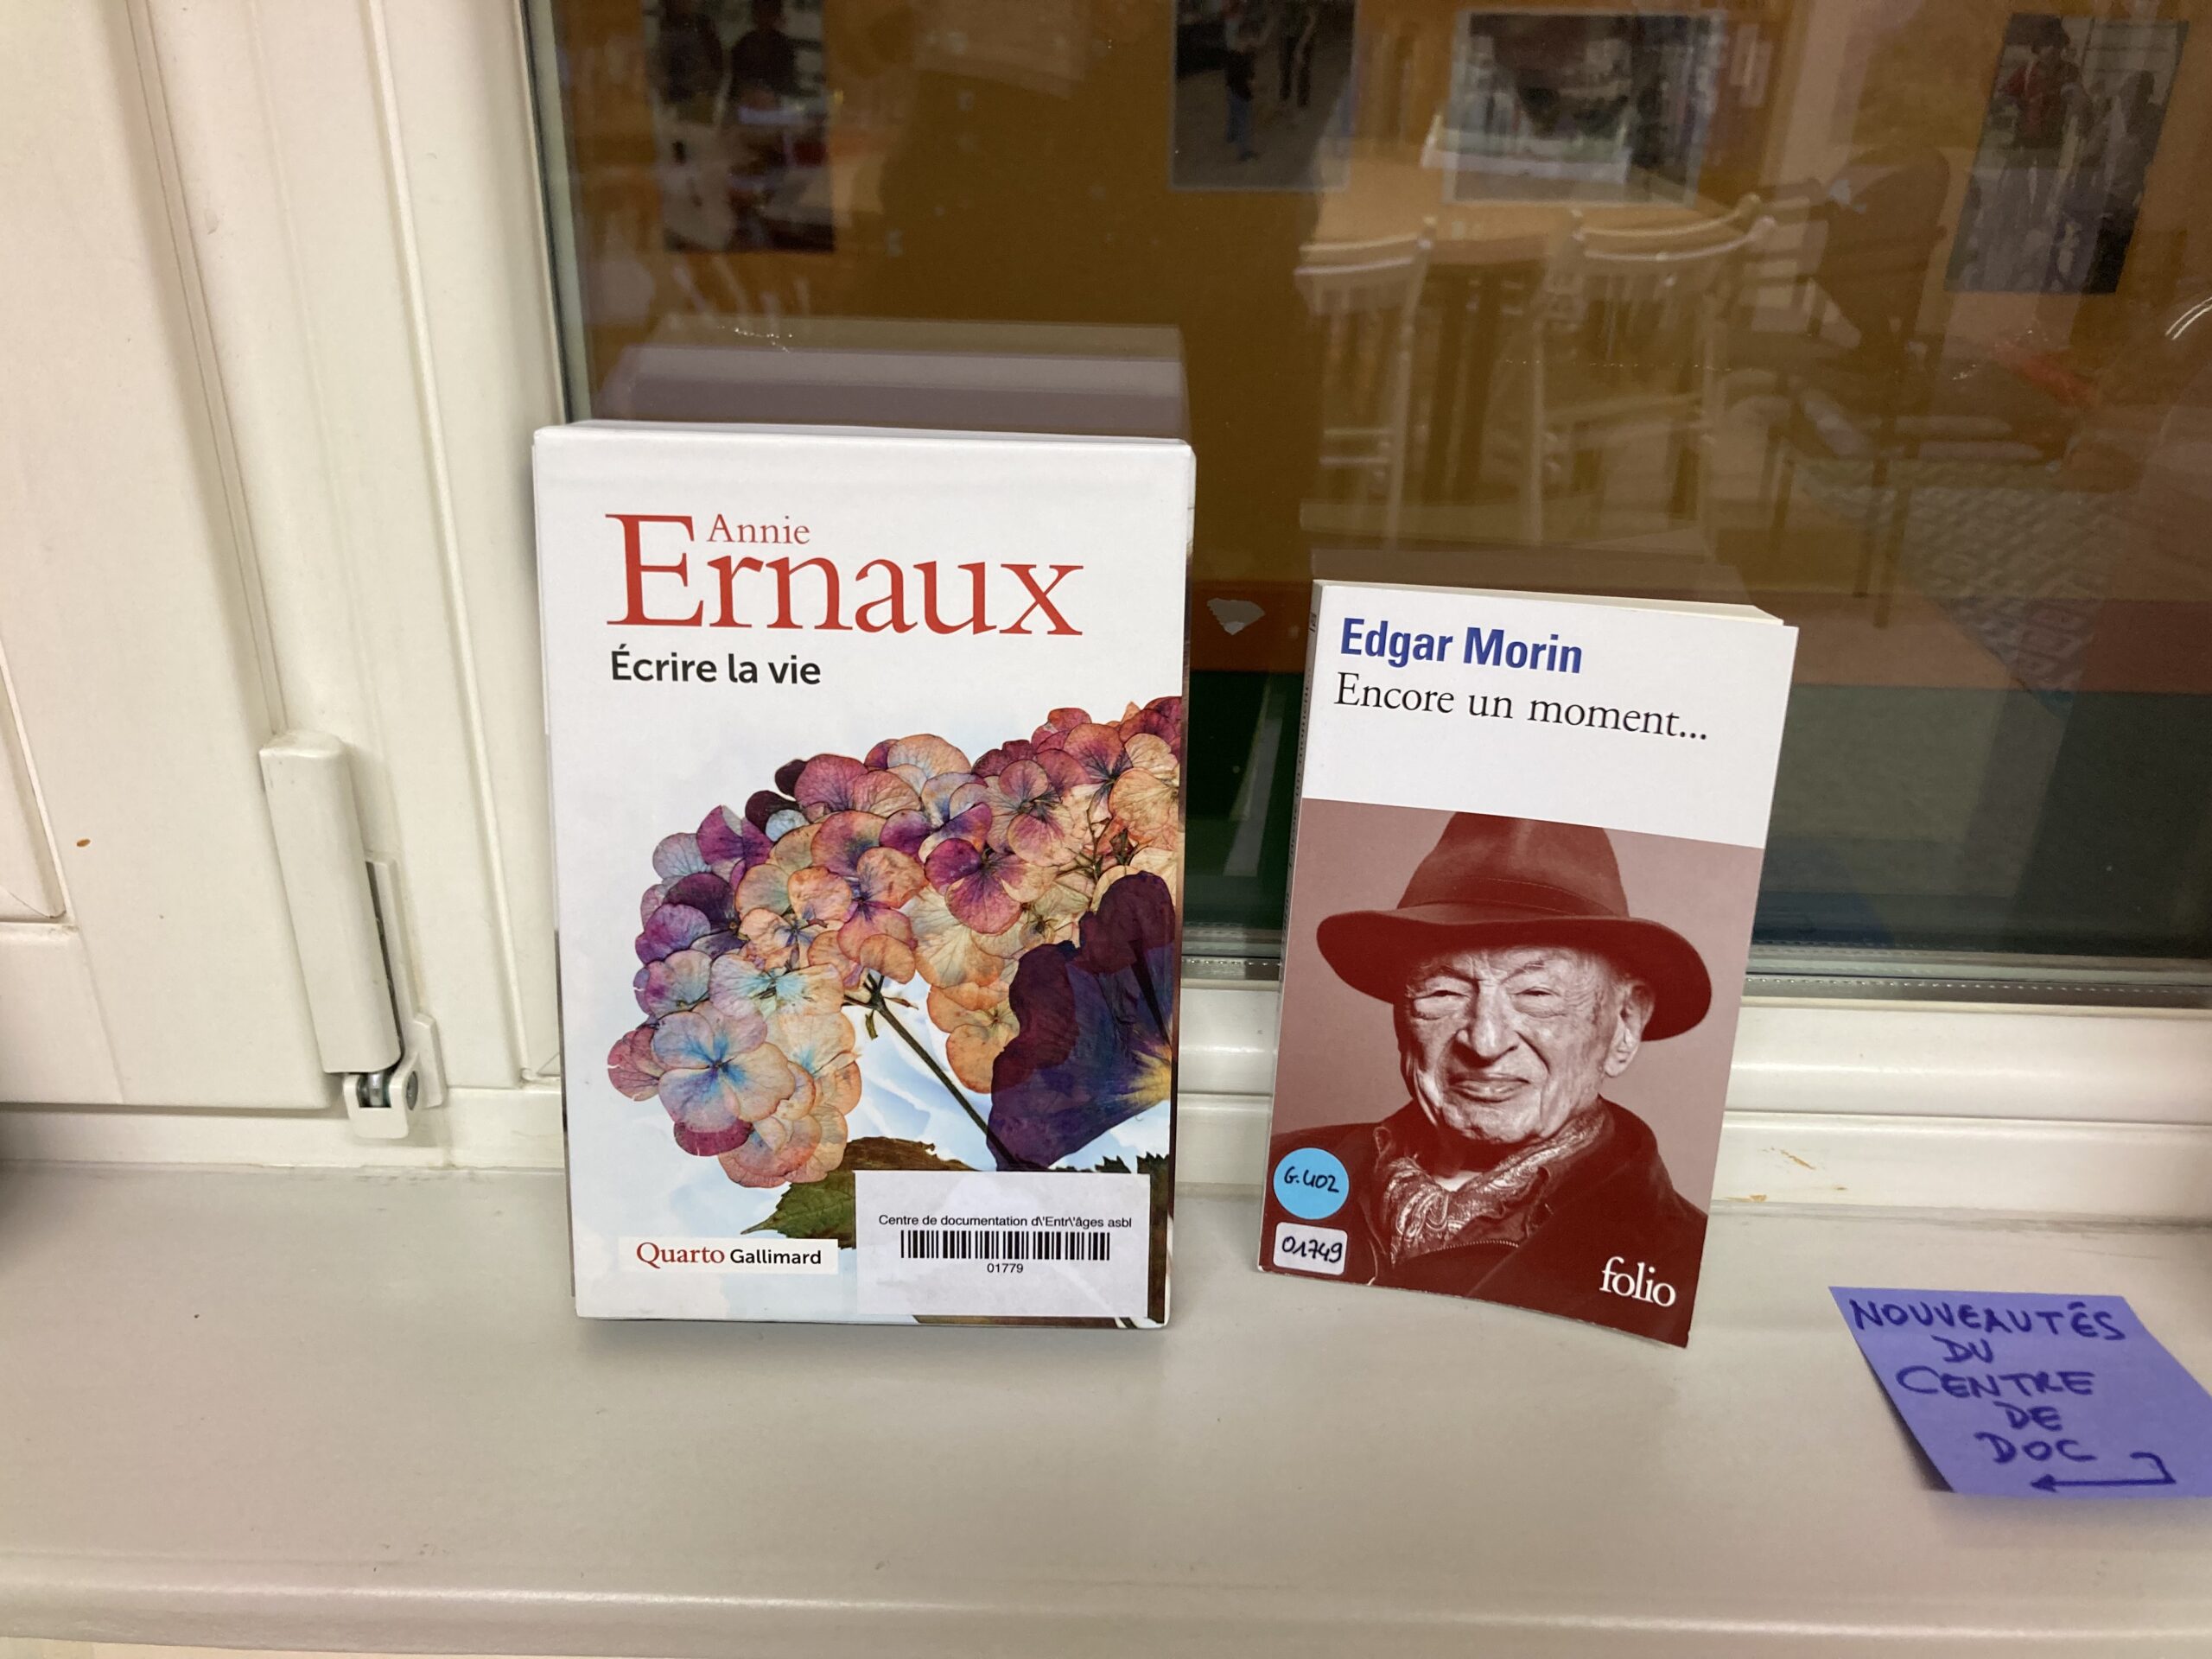 Annie
Ernaux
Écrire la vie
Quarto Gallimard
Centre de documentation d\'Entr\'âges asbl
01779
Edgar Morin
Encore un moment...
G.402
01749
folio
NOUVEAUTÉS
DU
CENTRE
DE
DOC